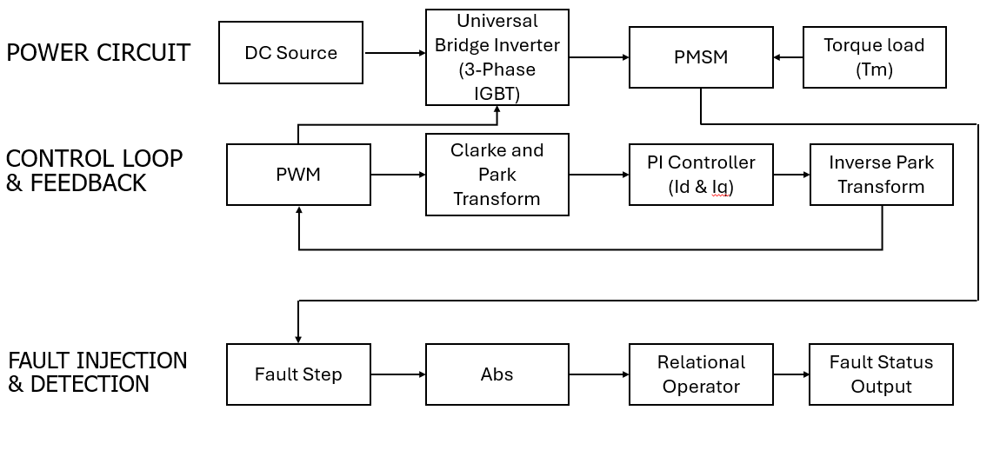 POWER CIRCUIT
DC Source
Universal
Bridge Inverter
(3-Phase
IGBT)
PMSM
Torque load
(Tm)
CONTROL LOOP
& FEEDBACK
PWM
Clarke and
Park
Transform
PI Controller
(Id & Iq)
Inverse Park
Transform
FAULT INJECTION
& DETECTION
Fault Step
Abs
Relational
Operator
Fault Status
Output